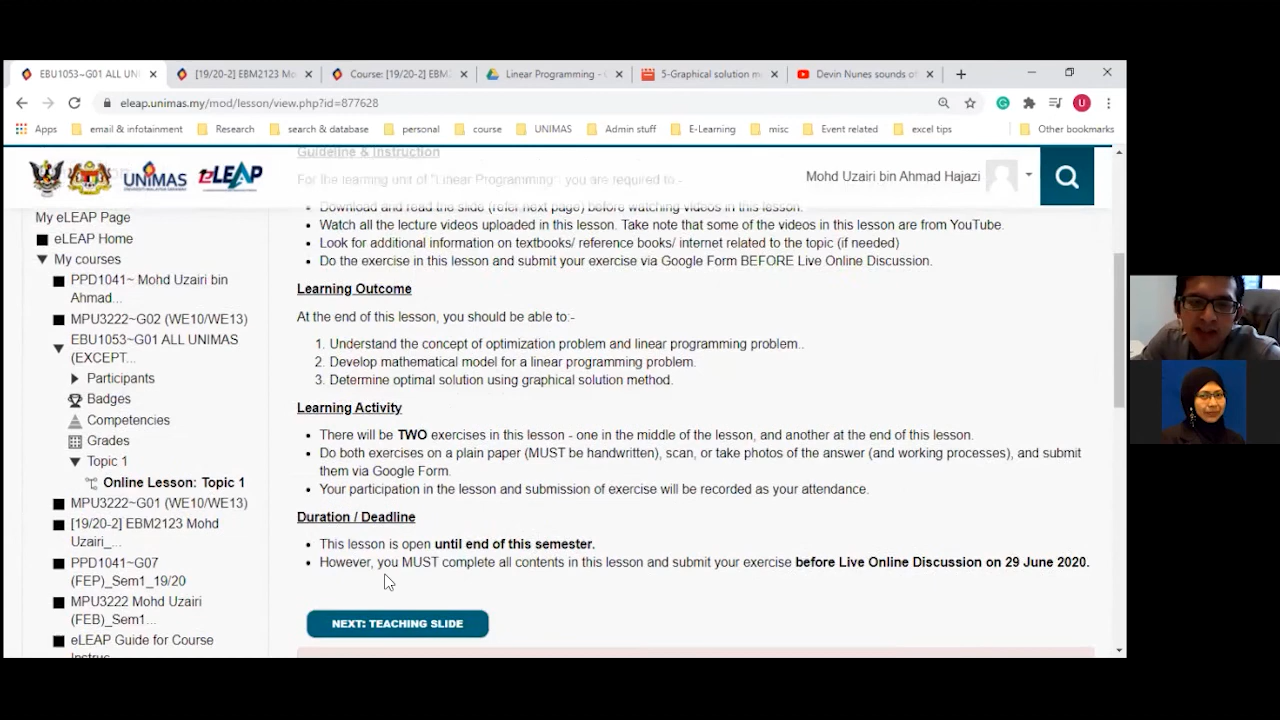 EBU1053~G01 ALL UNI
[19/20-2] EBM2123 Mo
Course: [19/20-2] EBM
Linear Programming - G
5-Graphical solution m
Devin Nunes sounds of
eleap.unimas.my/mod/lesson/view.php?id=877628
U
Apps
email & infotainment
Research
search & database
personal
course
UNIMAS
Admin stuff
E-Learning
misc
Event related
excel tips
Other bookmarks
UNIMAS
eLEAP
Mohd Uzairi bin Ahmad Hajazi
My eLEAP Page
eLEAP Home
My courses
PPD1041~ Mohd Uzairi bin
Ahmad...
MPU3222~G02 (WE10/WE13)
EBU1053~G01 ALL UNIMAS
(EXCEPT...
Participants
Badges
Competencies
Grades
Topic 1
Online Lesson: Topic 1
MPU3222~G01 (WE10/WE13)
[19/20-2] EBM2123 Mohd
Uzairi_...
PPD1041~G07
(FEP)_Sem1_19/20
MPU3222 Mohd Uzairi
(FEB)_Sem1...
eLEAP Guide for Course
Instruc...
Guideline & Instruction
For the learning unit of "Linear Programming" you are required to -
Download and read the slide (refer next page) before watching videos in this lesson.
Watch all the lecture videos uploaded in this lesson. Take note that some of the videos in this lesson are from YouTube.
Look for additional information on textbooks/ reference books/ internet related to the topic (if needed)
Do the exercise in this lesson and submit your exercise via Google Form BEFORE Live Online Discussion.
Learning Outcome
At the end of this lesson, you should be able to:-
1. Understand the concept of optimization problem and linear programming problem..
2. Develop mathematical model for a linear programming problem.
3. Determine optimal solution using graphical solution method.
Learning Activity
There will be TWO exercises in this lesson - one in the middle of the lesson, and another at the end of this lesson.
Do both exercises on a plain paper (MUST be handwritten), scan, or take photos of the answer (and working processes), and submit
them via Google Form.
Your participation in the lesson and submission of exercise will be recorded as your attendance.
Duration / Deadline
This lesson is open until end of this semester.
However, you MUST complete all contents in this lesson and submit your exercise before Live Online Discussion on 29 June 2020.
NEXT: TEACHING SLIDE